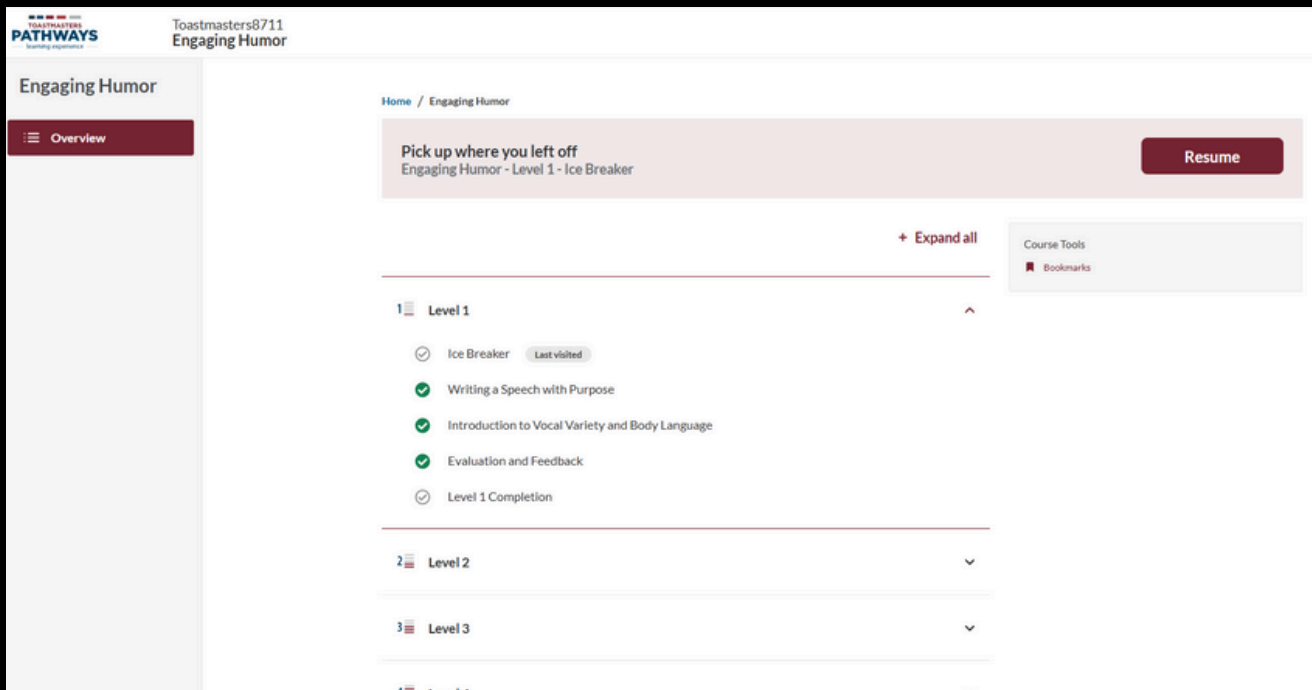 TOASTMASTERS
PATHWAYS
learning experience
Toastmasters8711
Engaging Humor
Engaging Humor
Overview
Home / Engaging Humor
Pick up where you left off
Engaging Humor - Level 1 - Ice Breaker
Resume
+ Expand all
Course Tools
Bookmarks
1 Level 1
Ice Breaker Last visited
Writing a Speech with Purpose
Introduction to Vocal Variety and Body Language
Evaluation and Feedback
Level 1 Completion
2 Level 2
3 Level 3